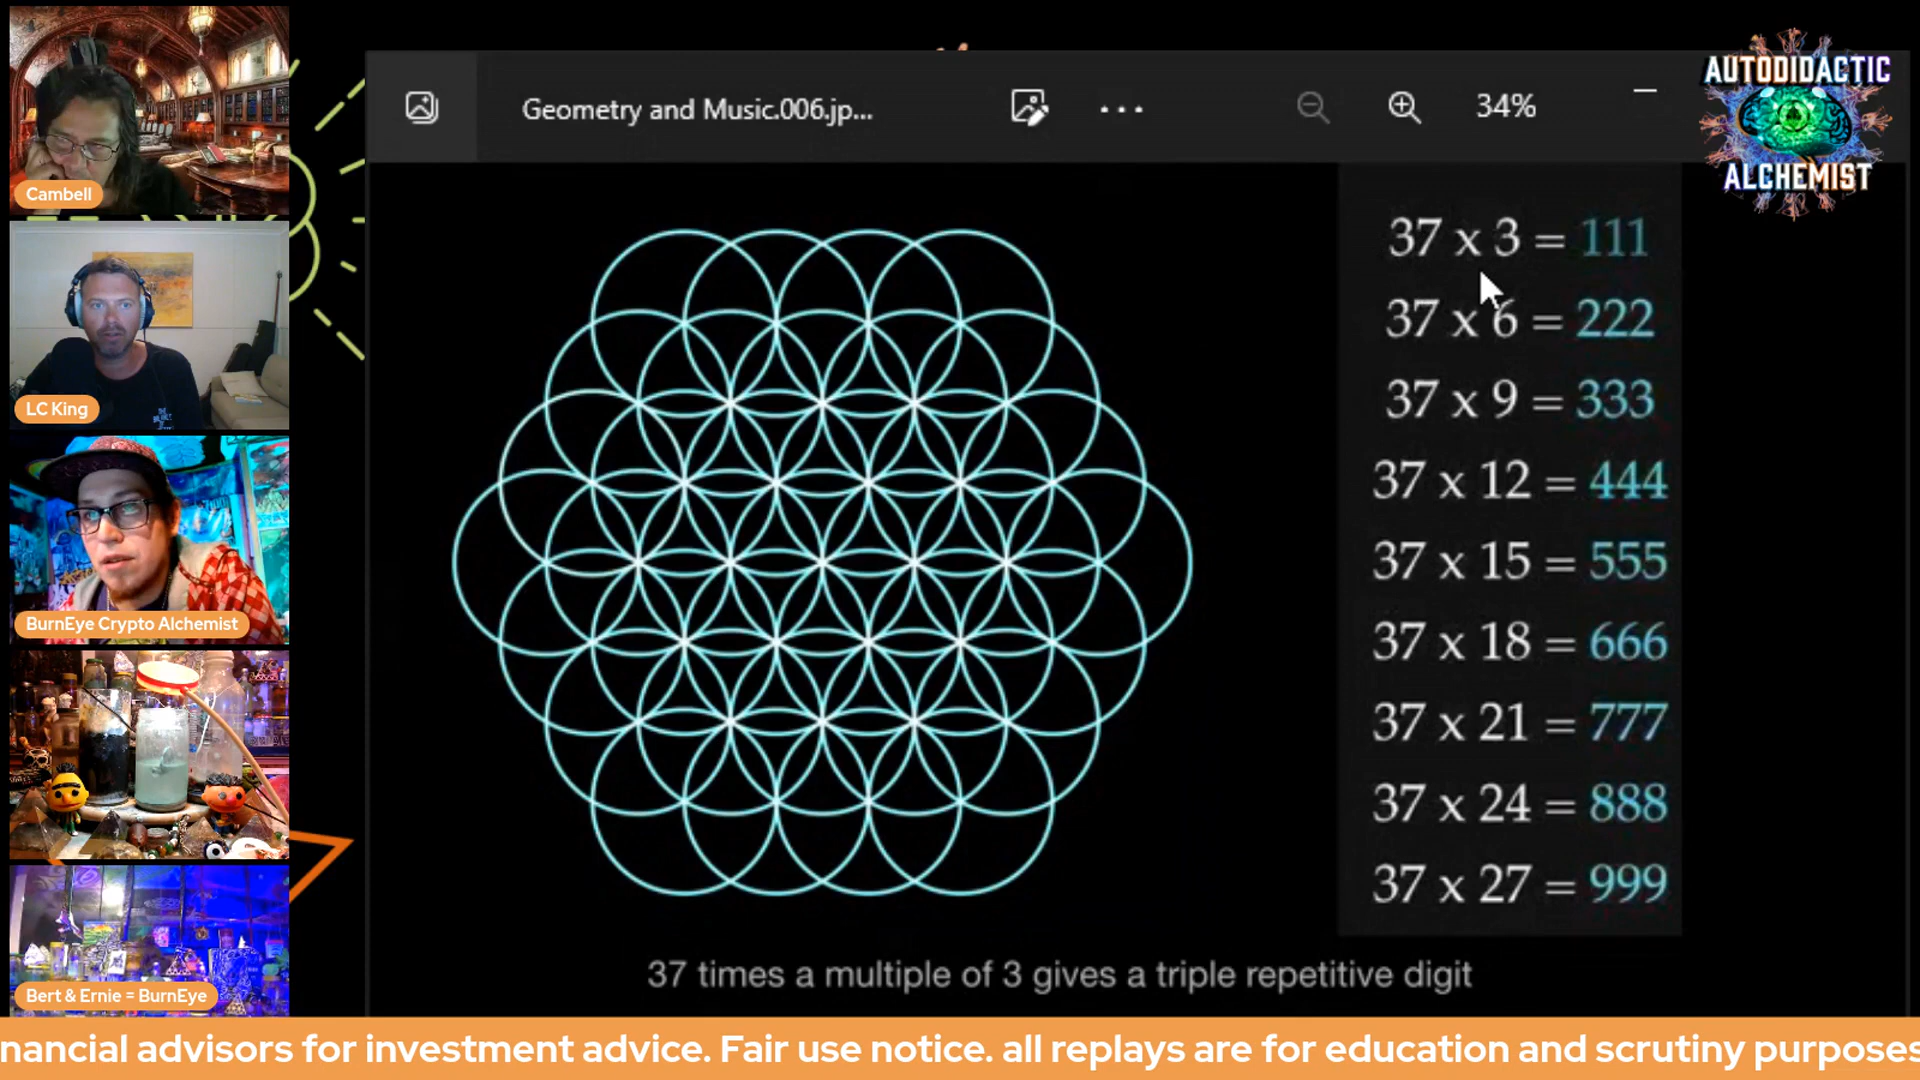 Geometry and Music.006.jp...
34%
AUTODIDACTIC
ALCHEMIST
Cambell
LC King
BurnEye Crypto Alchemist
Bert & Ernie = BurnEye
37 x 3 = 111
37 x 6 = 222
37 x 9 = 333
37 x 12 = 444
37 x 15 = 555
37 x 18 = 666
37 x 21 = 777
37 x 24 = 888
37 x 27 = 999
37 times a multiple of 3 gives a triple repetitive digit
nancial advisors for investment advice. Fair use notice. all replays are for education and scrutiny purposes